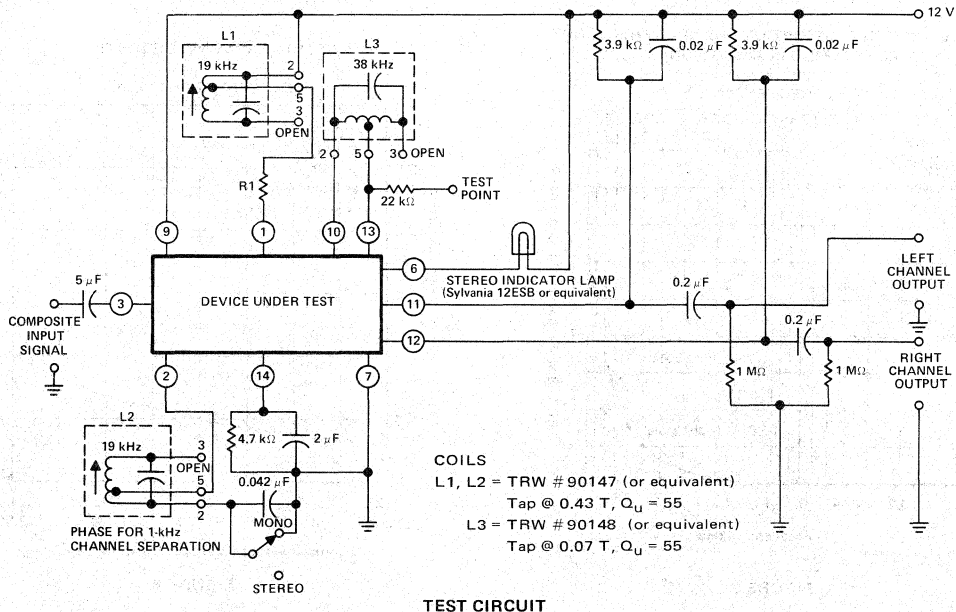 12 V
L1
19 kHz
2
5
3
OPEN
L3
38 kHz
2
5
3 OPEN
3.9 kΩ
0.02 μF
3.9 kΩ
0.02 μF
R1
22 kΩ
TEST
POINT
9
1
10
13
5 μF
3
COMPOSITE
INPUT
SIGNAL
DEVICE UNDER TEST
6
STEREO INDICATOR LAMP
(Sylvania 12ESB or equivalent)
11
12
0.2 μF
0.2 μF
LEFT
CHANNEL
OUTPUT
RIGHT
CHANNEL
OUTPUT
1 MΩ
1 MΩ
2
14
7
L2
19 kHz
3
OPEN
5
2
4.7 kΩ
2 μF
0.042 μF
MONO
STEREO
PHASE FOR 1-kHz
CHANNEL SEPARATION
COILS
L1, L2 = TRW #90147 (or equivalent)
Tap @ 0.43 T, Qu = 55
L3 = TRW #90148 (or equivalent)
Tap @ 0.07 T, Qu = 55
TEST CIRCUIT